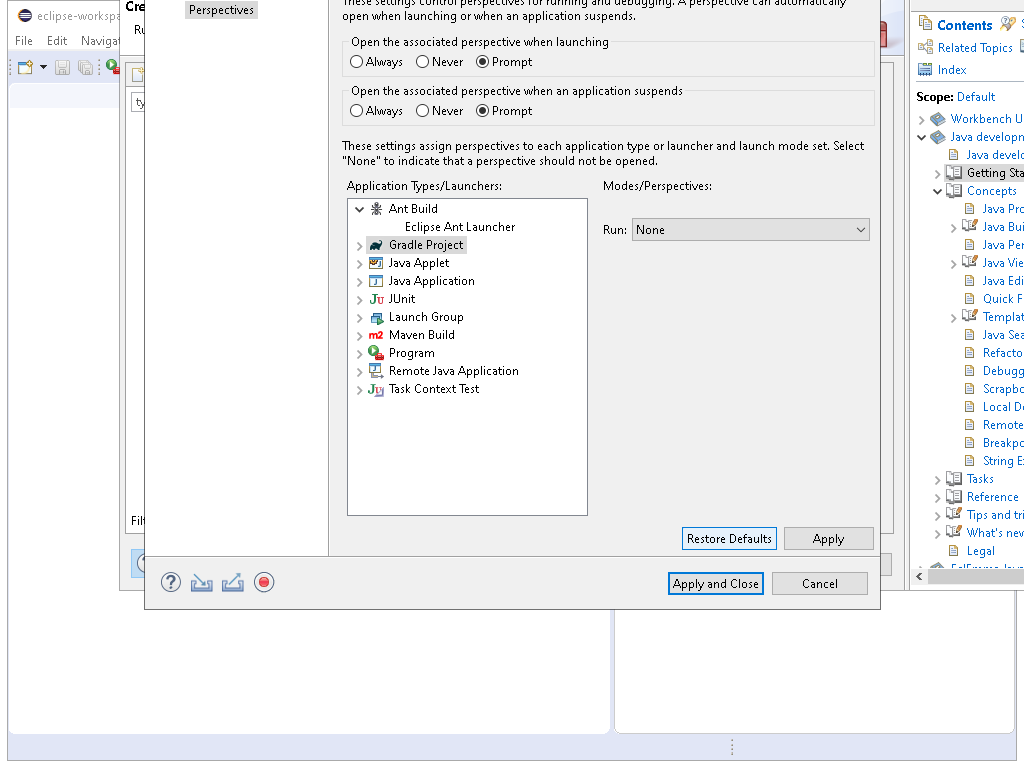 eclipse-workspa
File Edit Navigat
Cre
Ru
ty
Filt
Perspectives
These settings control perspectives for running and debugging. A perspective can automatically
open when launching or when an application suspends.
Open the associated perspective when launching
Always Never Prompt
Open the associated perspective when an application suspends
Always Never Prompt
These settings assign perspectives to each application type or launcher and launch mode set. Select
"None" to indicate that a perspective should not be opened.
Application Types/Launchers:
Modes/Perspectives:
Ant Build
Eclipse Ant Launcher
Gradle Project
Java Applet
Java Application
JUnit
Launch Group
Maven Build
Program
Remote Java Application
Task Context Test
Run: None
Restore Defaults Apply
Apply and Close Cancel
Contents
Related Topics
Index
Scope: Default
Workbench U
Java developm
Java develo
Getting Sta
Concepts
Java Pro
Java Bui
Java Per
Java Vie
Java Edi
Quick F
Templat
Java Sea
Refacto
Debugg
Scrapbo
Local De
Remote
Breakpo
String Ex
Tasks
Reference
Tips and tri
What's new
Legal